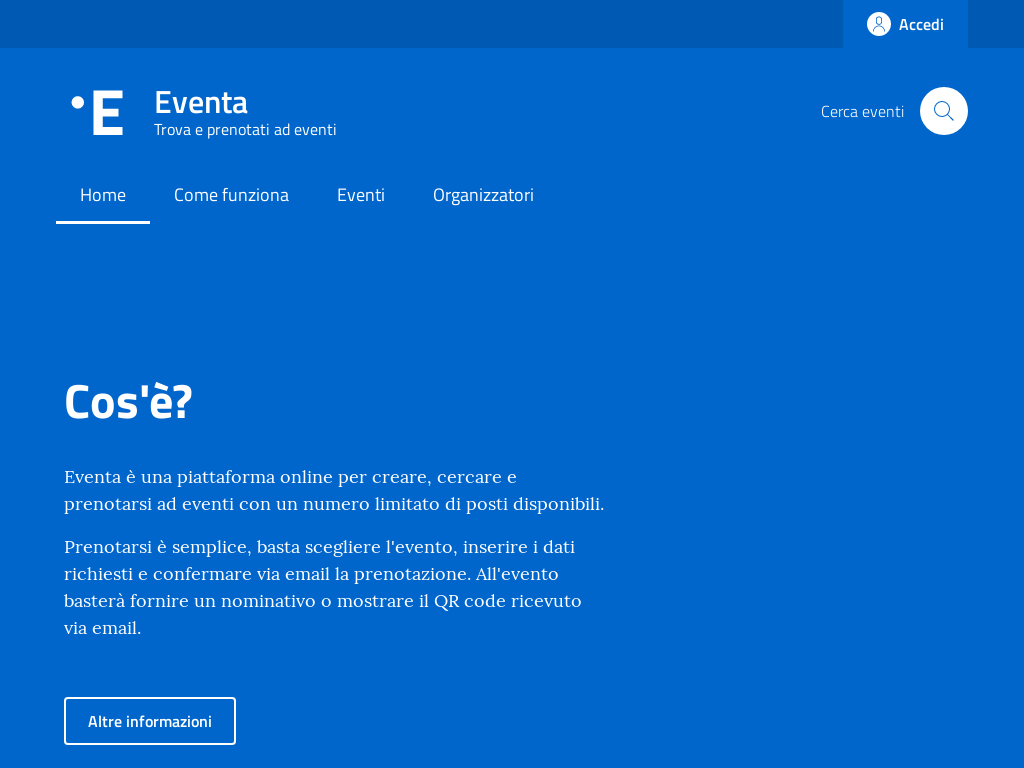 Accedi
•E
Eventa
Trova e prenotati ad eventi
Cerca eventi
Home
Come funziona
Eventi
Organizzatori
Cos'è?
Eventa è una piattaforma online per creare, cercare e
prenotarsi ad eventi con un numero limitato di posti disponibili.
Prenotarsi è semplice, basta scegliere l'evento, inserire i dati
richiesti e confermare via email la prenotazione. All'evento
basterà fornire un nominativo o mostrare il QR code ricevuto
via email.
Altre informazioni